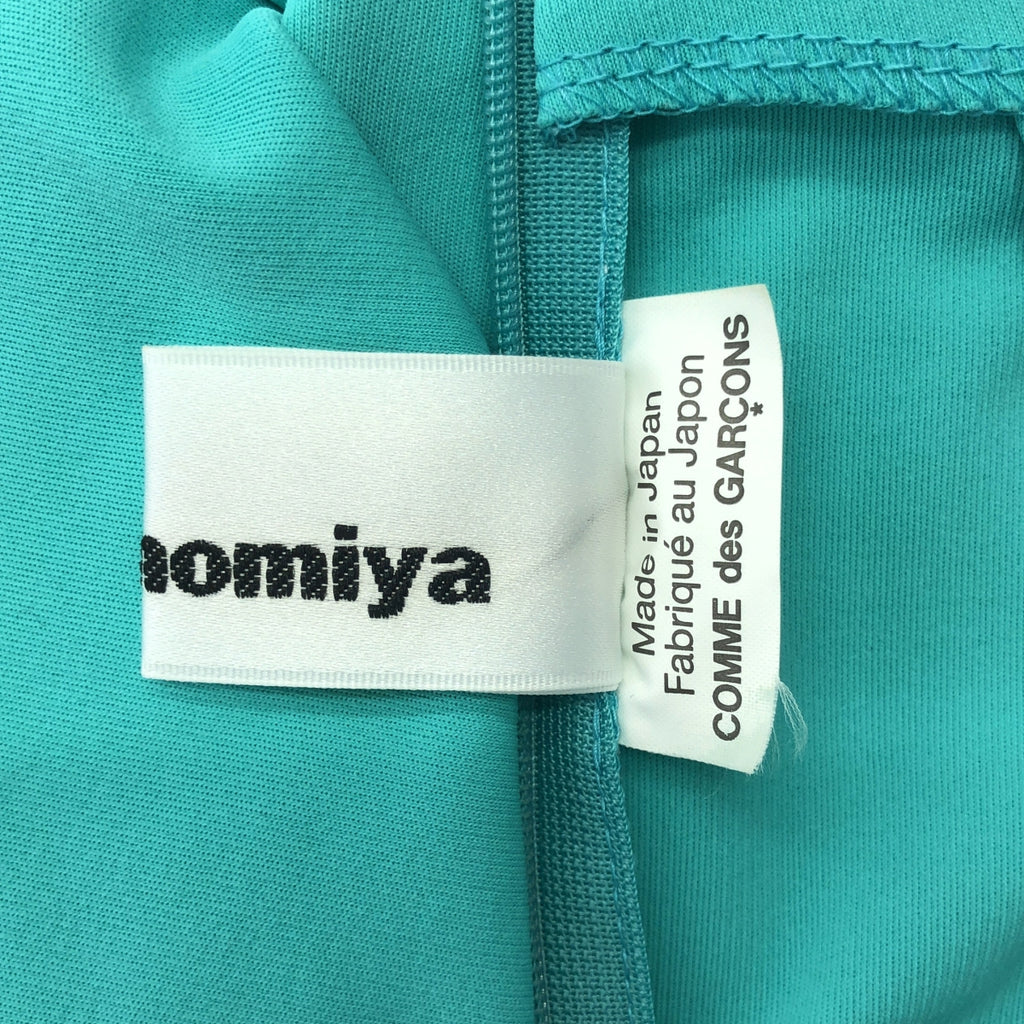 nomiya
Made in Japan
Fabriqué au Japon
COMME des GARÇONS
*